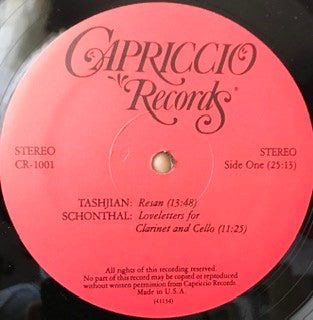 CAPRICCIO
Records®
STEREO
CR-1001
STEREO
Side One (25:13)
TASHJIAN: Resan (13:48)
SCHONTHAL: Loveletters for
Clarinet and Cello (11:25)
All rights of this recording reserved.
No part of this record may be copied or reproduced
without written permission from Capriccio Records
Made in U.S.A.
(41134)